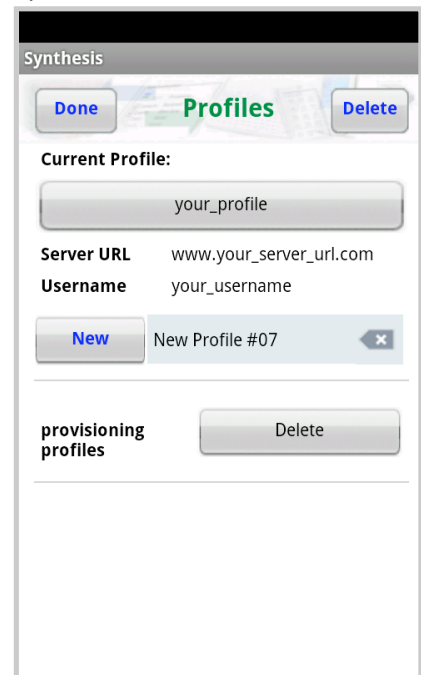 Synthesis
Done Profiles Delete
Current Profile:
your_profile
Server URL www.your_server_url.com
Username your_username
New New Profile #07
provisioning profiles Delete